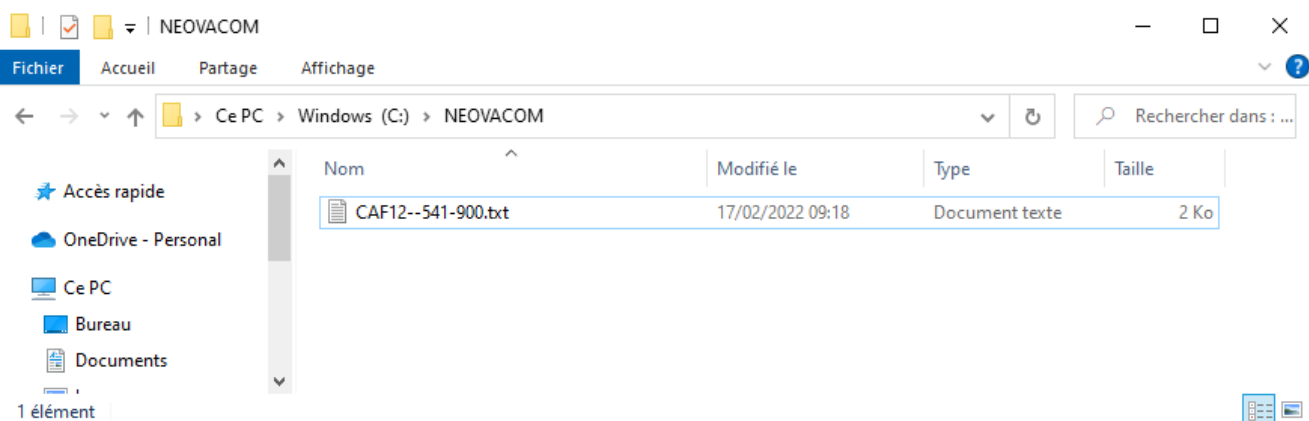 NEOVACOM
Fichier Accueil Partage Affichage
Ce PC > Windows (C:) > NEOVACOM Rechercher dans : ...
Nom Modifié le Type Taille
CAF12--541-900.txt 17/02/2022 09:18 Document texte 2 Ko
Accès rapide
OneDrive - Personal
Ce PC
Bureau
Documents
1 élément